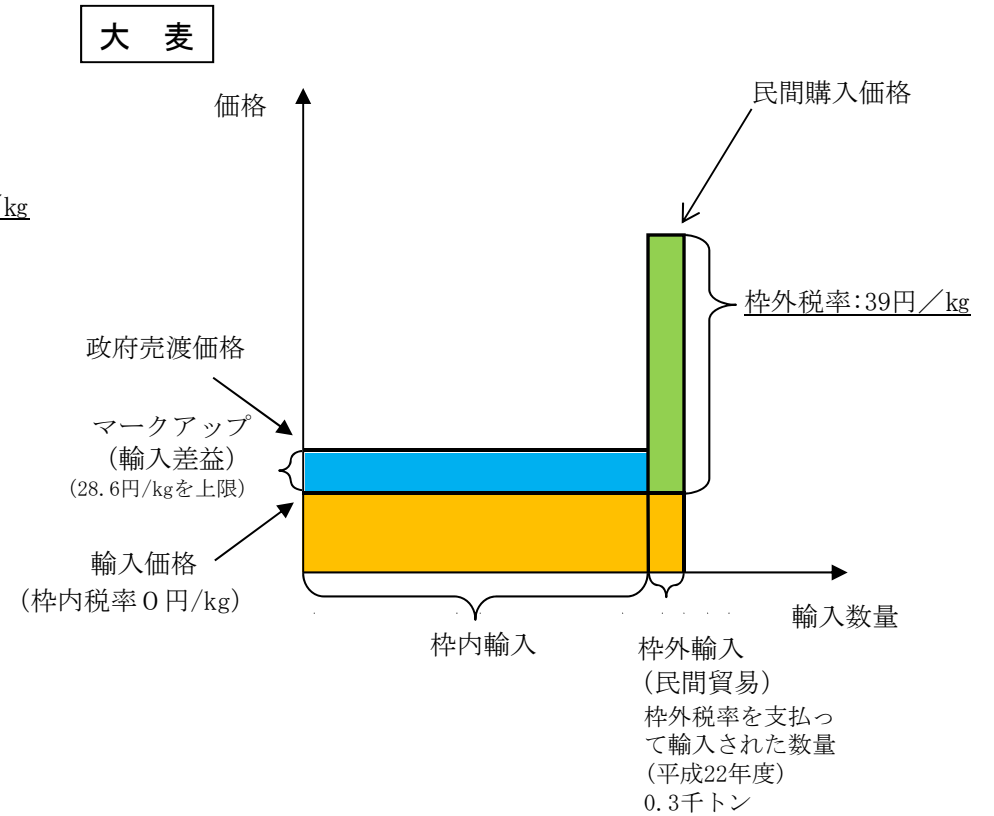 大　麦
価格
民間購入価格
/kg
枠外税率:39円／kg
政府売渡価格
マークアップ
（輸入差益）
(28.6円/kgを上限)
輸入価格
（枠内税率０円/kg）
輸入数量
枠内輸入
枠外輸入
（民間貿易）
枠外税率を支払っ
て輸入された数量
（平成22年度）
0.3千トン